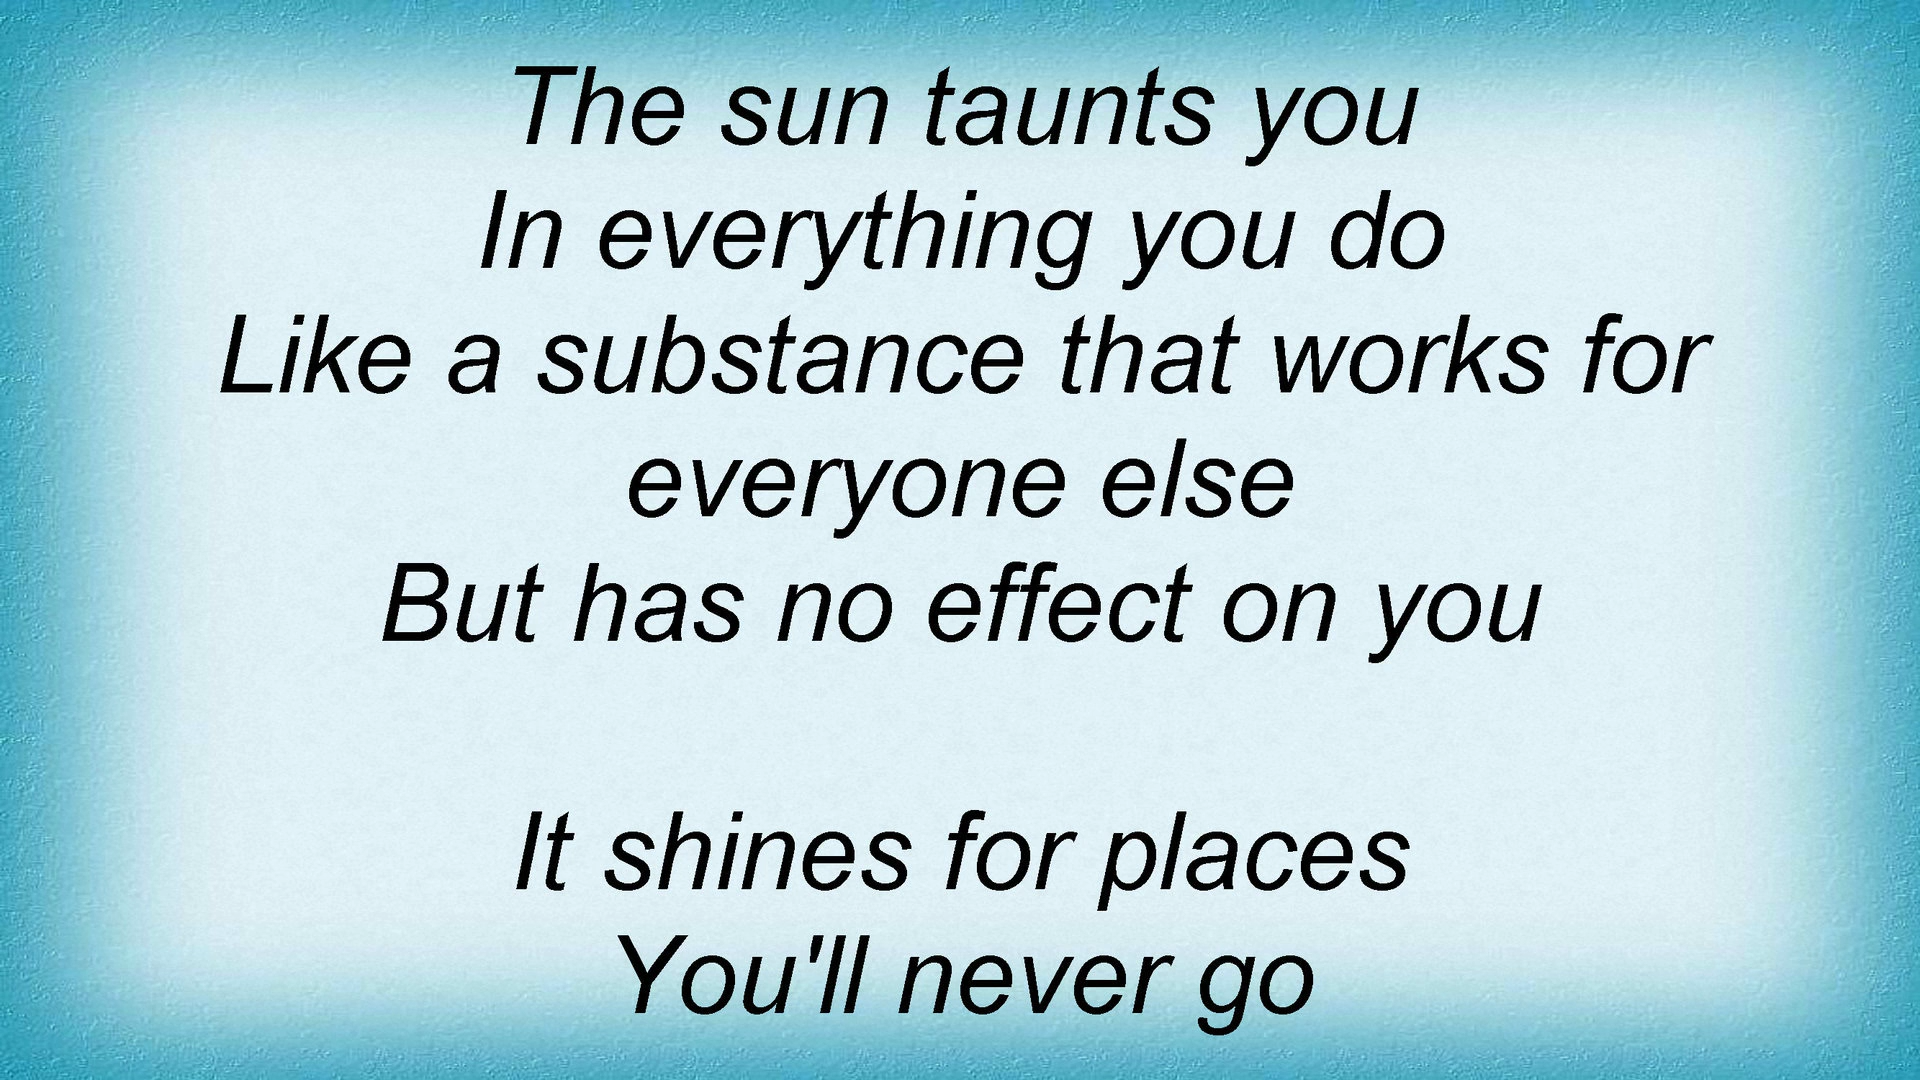 The sun taunts you
In everything you do
Like a substance that works for
everyone else
But has no effect on you
It shines for places
You'll never go